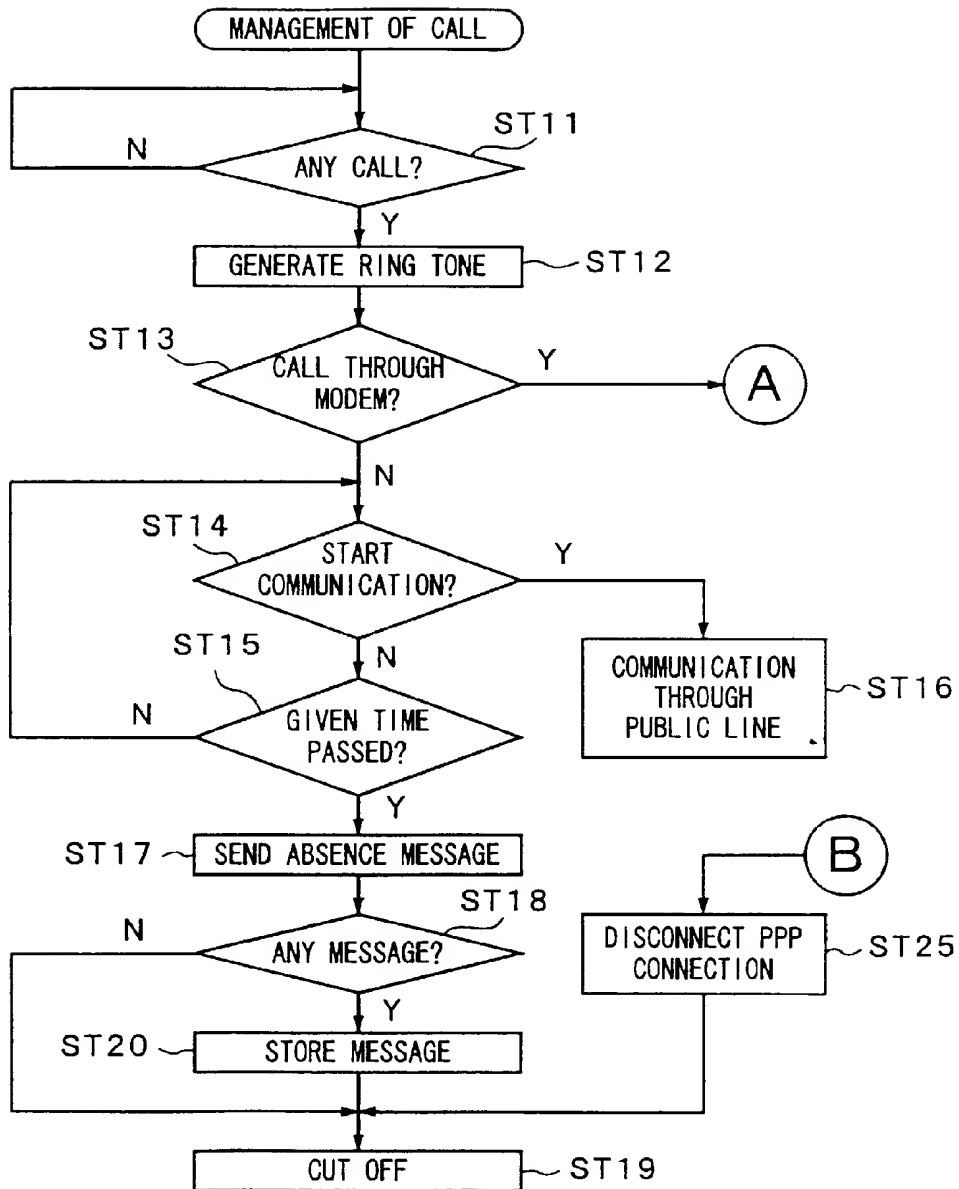 MANAGEMENT OF CALL
ST11
N
ANY CALL?
Y
GENERATE RING TONE
ST12
ST13
CALL THROUGH
MODEM?
Y
A
N
ST14
START
COMMUNICATION?
Y
ST15
N
COMMUNICATION
THROUGH
PUBLIC LINE
ST16
N
GIVEN TIME
PASSED?
Y
ST17
SEND ABSENCE MESSAGE
B
ST18
N
ANY MESSAGE?
DISCONNECT PPP
CONNECTION
ST25
Y
ST20
STORE MESSAGE
CUT OFF
ST19